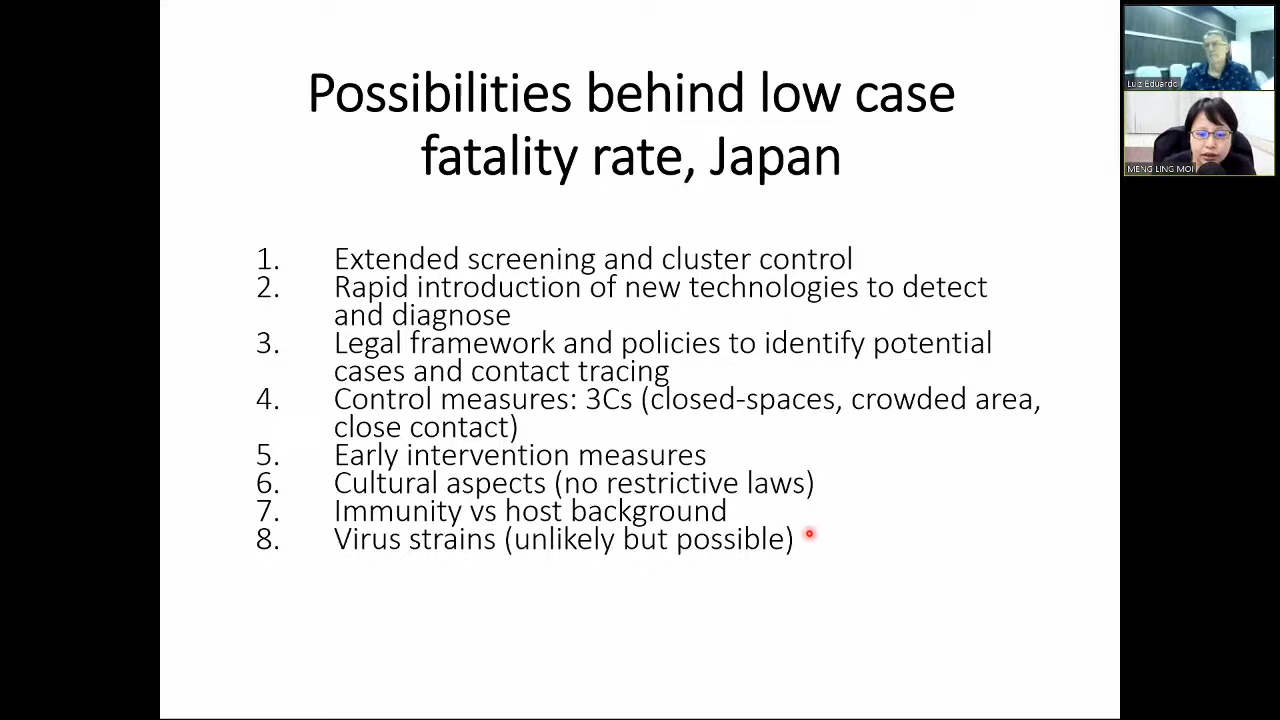 Possibilities behind low case
fatality rate, Japan
1. Extended screening and cluster control
2. Rapid introduction of new technologies to detect
and diagnose
3. Legal framework and policies to identify potential
cases and contact tracing
4. Control measures: 3Cs (closed-spaces, crowded area,
close contact)
5. Early intervention measures
6. Cultural aspects (no restrictive laws)
7. Immunity vs host background
8. Virus strains (unlikely but possible)
Luiz Eduardo
MENG LING MOI